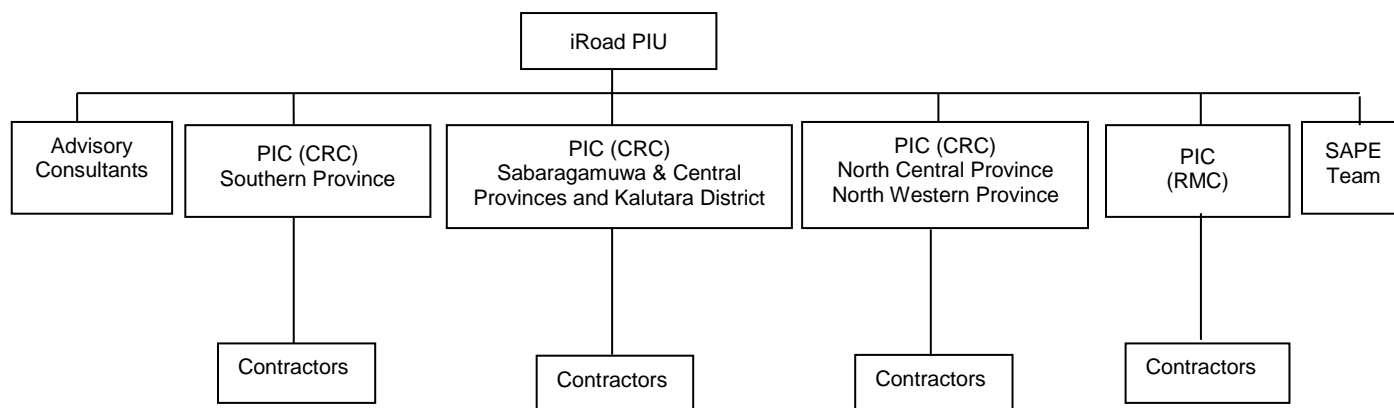 iRoad PIU
Advisory
Consultants
PIC (CRC)
Southern Province
PIC (CRC)
Sabaragamuwa & Central
Provinces and Kalutara District
PIC (CRC)
North Central Province
North Western Province
PIC
(RMC)
SAPE
Team
Contractors
Contractors
Contractors
Contractors